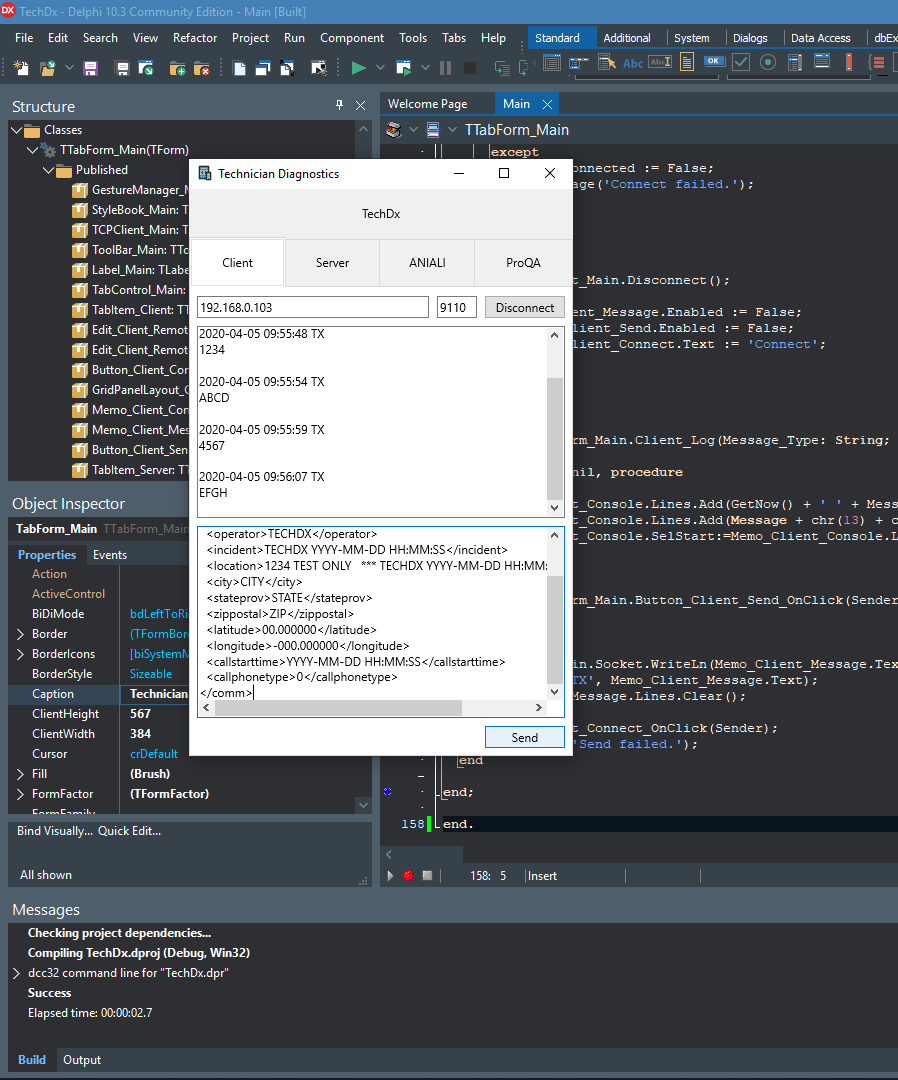 DX TechDx - Delphi 10.3 Community Edition - Main [Built]
File Edit Search View Refactor Project Run Component Tools Tabs Help
Standard Additional System Dialogs Data Access dbEx
Abc OK
Structure
Classes
TTabForm_Main(TForm)
Published
GestureManager_M
StyleBook_Main: T
TCPClient_Main: T
ToolBar_Main: TTo
Label_Main: TLabe
TabControl_Main:
TabItem_Client: TT
Edit_Client_Remot
Edit_Client_Remot
Button_Client_Con
GridPanelLayout_C
Memo_Client_Con
Memo_Client_Mes
Button_Client_Sen
TabItem_Server: TT
Object Inspector
TabForm_Main TTabForm_Main
Properties Events
Action
ActiveControl
BiDiMode bdLeftToRi
Border (TFormBor
BorderIcons [biSystemM
BorderStyle Sizeable
Caption Technician
ClientHeight 567
ClientWidth 384
Cursor crDefault
Fill (Brush)
FormFactor (TFormFactor)
FormFamily
Bind Visually... Quick Edit...
All shown
Welcome Page Main
TTabForm_Main
except
onnected := False;
age('Connect failed.');
t_Main.Disconnect();
ent_Message.Enabled := False;
lient_Send.Enabled := False;
lient_Connect.Text := 'Connect';
rm_Main.Client_Log(Message_Type: String;
nil, procedure
t_Console.Lines.Add(GetNow() + ' ' + Mess
t_Console.Lines.Add(Message + chr(13) + c
t_Console.SelStart:=Memo_Client_Console.L
rm_Main.Button_Client_Send_OnClick(Sender
in.Socket.WriteLn(Memo_Client_Message.Tex
TX', Memo_Client_Message.Text);
Message.Lines.Clear();
t_Connect_OnClick(Sender);
'Send failed.');
end
end;
158 end.
158: 5 Insert
Technician Diagnostics
TechDx
Client Server ANIALI ProQA
192.168.0.103 9110 Disconnect
2020-04-05 09:55:48 TX
1234
2020-04-05 09:55:54 TX
ABCD
2020-04-05 09:55:59 TX
4567
2020-04-05 09:56:07 TX
EFGH
<operator>TECHDX</operator>
<incident>TECHDX YYYY-MM-DD HH:MM:SS</incident>
<location>1234 TEST ONLY *** TECHDX YYYY-MM-DD HH:MM:
<city>CITY</city>
<stateprov>STATE</stateprov>
<zippostal>ZIP</zippostal>
<latitude>00.000000</latitude>
<longitude>-000.000000</longitude>
<callstarttime>YYYY-MM-DD HH:MM:SS</callstarttime>
<callphonetype>0</callphonetype>
</comm>
Send
Messages
Checking project dependencies...
Compiling TechDx.dproj (Debug, Win32)
dcc32 command line for "TechDx.dpr"
Success
Elapsed time: 00:00:02.7
Build Output